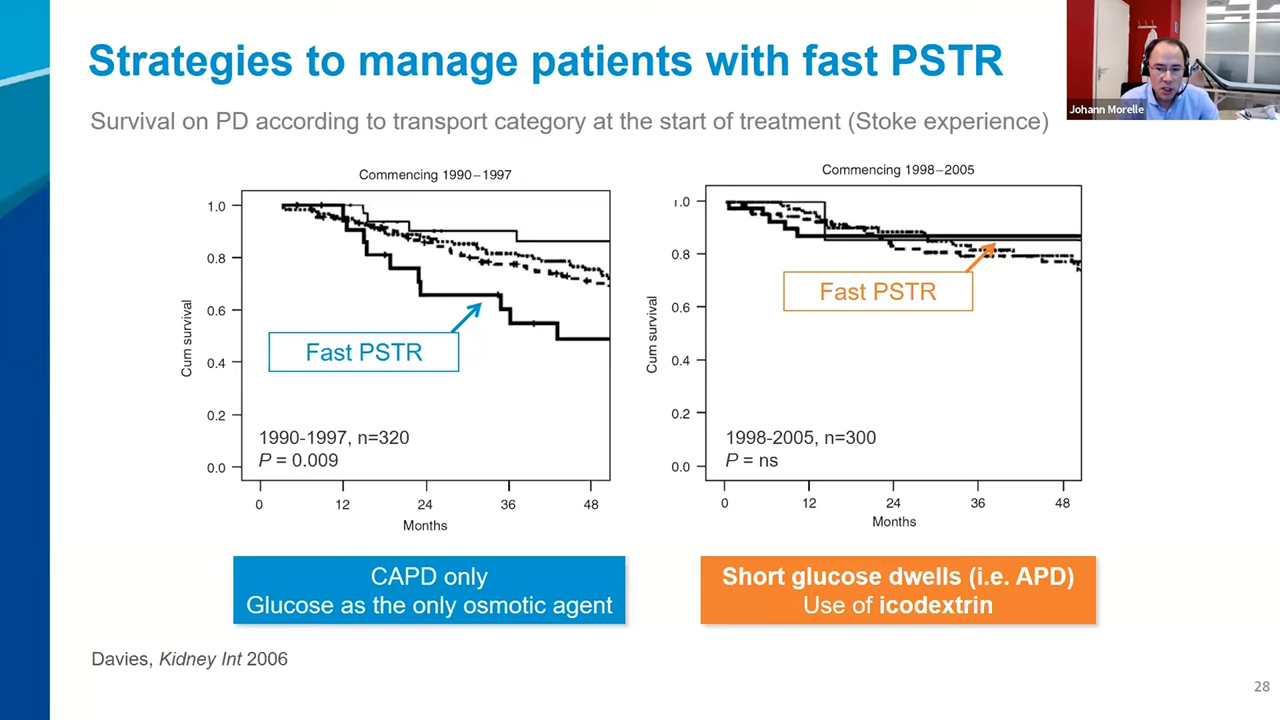 Strategies to manage patients with fast PSTR
Johann Morelle
Survival on PD according to transport category at the start of treatment (Stoke experience)
Commencing 1990–1997
1.0
0.8
0.6
0.4
0.2
0.0
Cum survival
Fast PSTR
1990-1997, n=320
P = 0.009
0 12 24 36 48
Months
Commencing 1998–2005
1.0
0.8
0.6
0.4
0.2
0.0
Cum survival
Fast PSTR
1998-2005, n=300
P = ns
0 12 24 36 48
Months
CAPD only
Glucose as the only osmotic agent
Short glucose dwells (i.e. APD)
Use of icodextrin
Davies, Kidney Int 2006
28